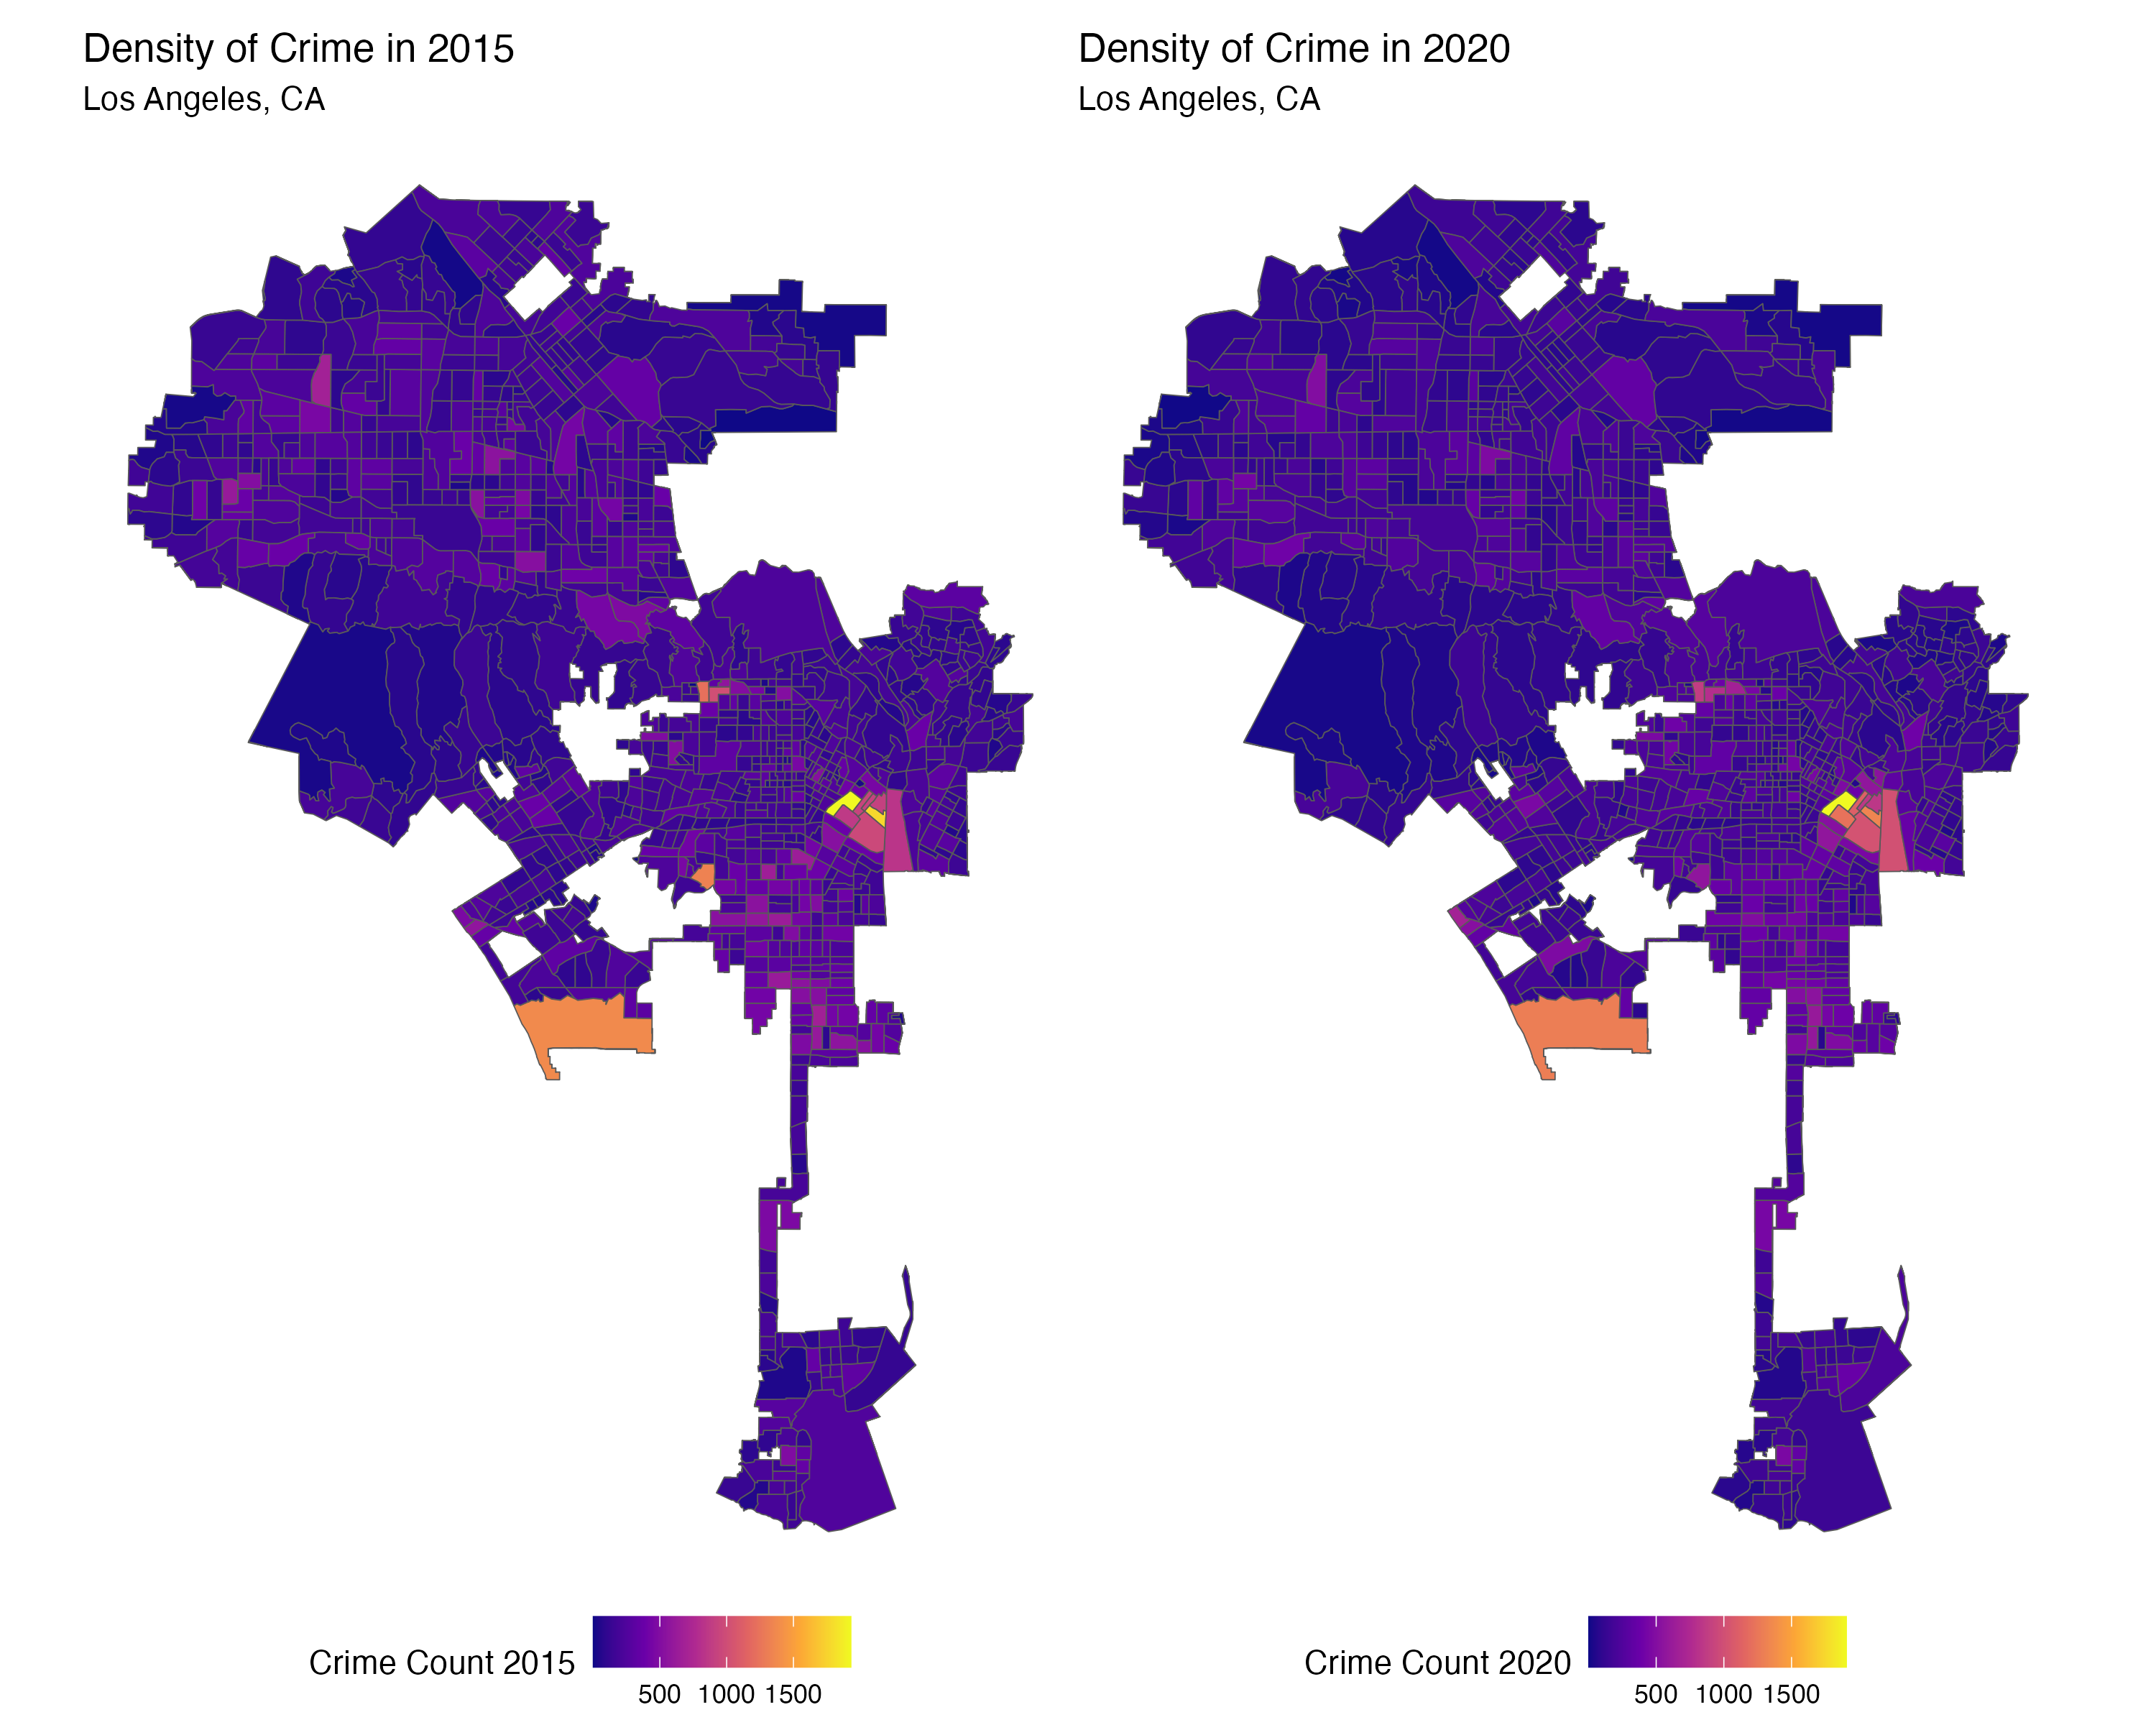 Density of Crime in 2015
Los Angeles, CA
Density of Crime in 2020
Los Angeles, CA
Crime Count 2015
500 1000 1500
Crime Count 2020
500 1000 1500